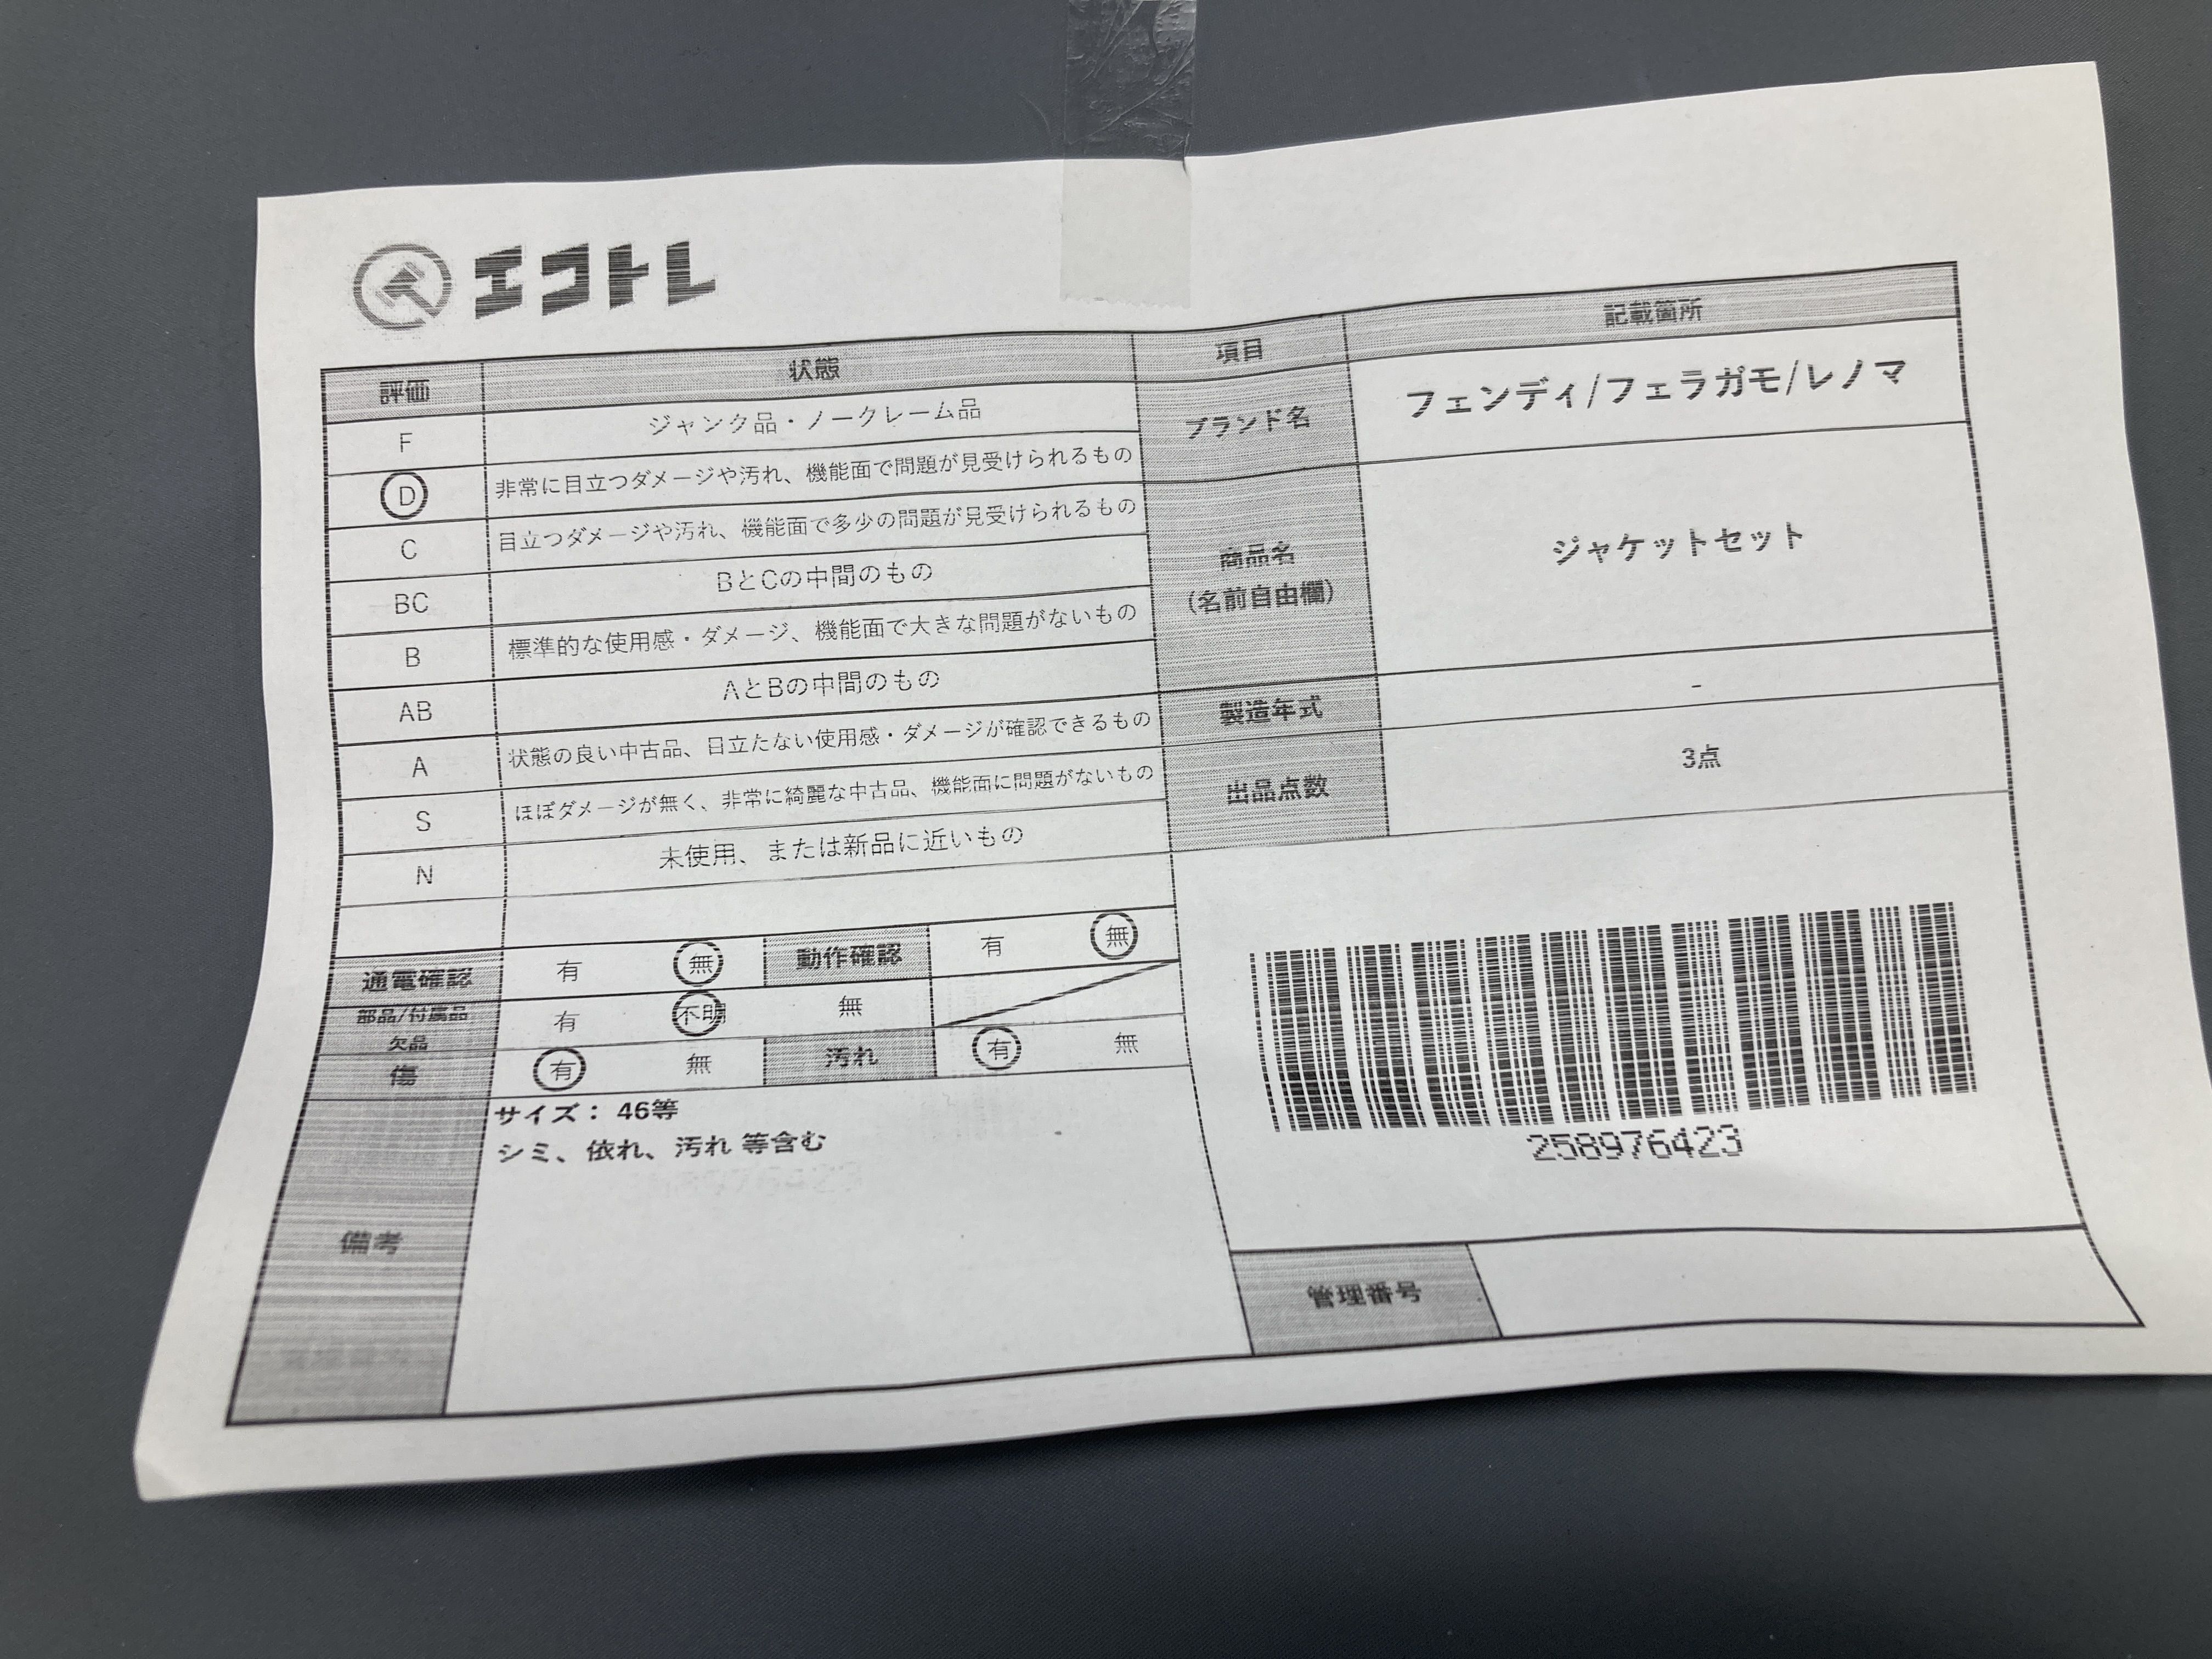 エコトレ
評価 状態 項目 記載箇所
F ジャンク品・ノークレーム品
D 非常に目立つダメージや汚れ、機能面で問題が見受けられるもの
C 目立つダメージや汚れ、機能面で多少の問題が見受けられるもの
BC BとCの中間のもの
B 標準的な使用感・ダメージ、機能面で大きな問題がないもの
AB AとBの中間のもの
A 状態の良い中古品、目立たない使用感・ダメージが確認できるもの
S ほぼダメージが無く、非常に綺麗な中古品、機能面に問題がないもの
N 未使用、または新品に近いもの
ブランド名 フェンディ/フェラガモ/レノマ
商品名 ジャケットセット
(名前自由欄)
製造年式 -
出品点数 3点
通電確認 有 無 動作確認 有 無
部品/付属品 有 不明 無
欠品
傷 有 無 汚れ 有 無
備考
サイズ： 46等
シミ、依れ、汚れ 等含む
258976423
管理番号